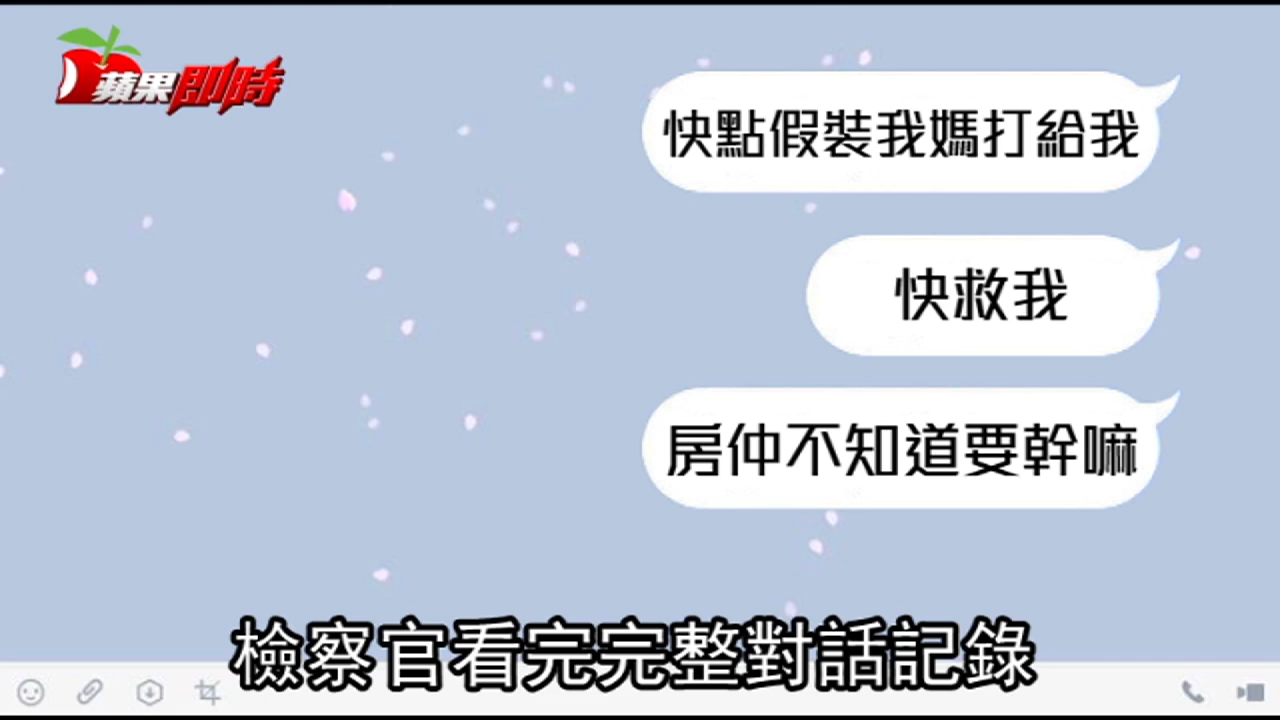 蘋果即時
快點假裝我媽打給我
快救我
房仲不知道要幹嘛
檢察官看完完整對話記錄